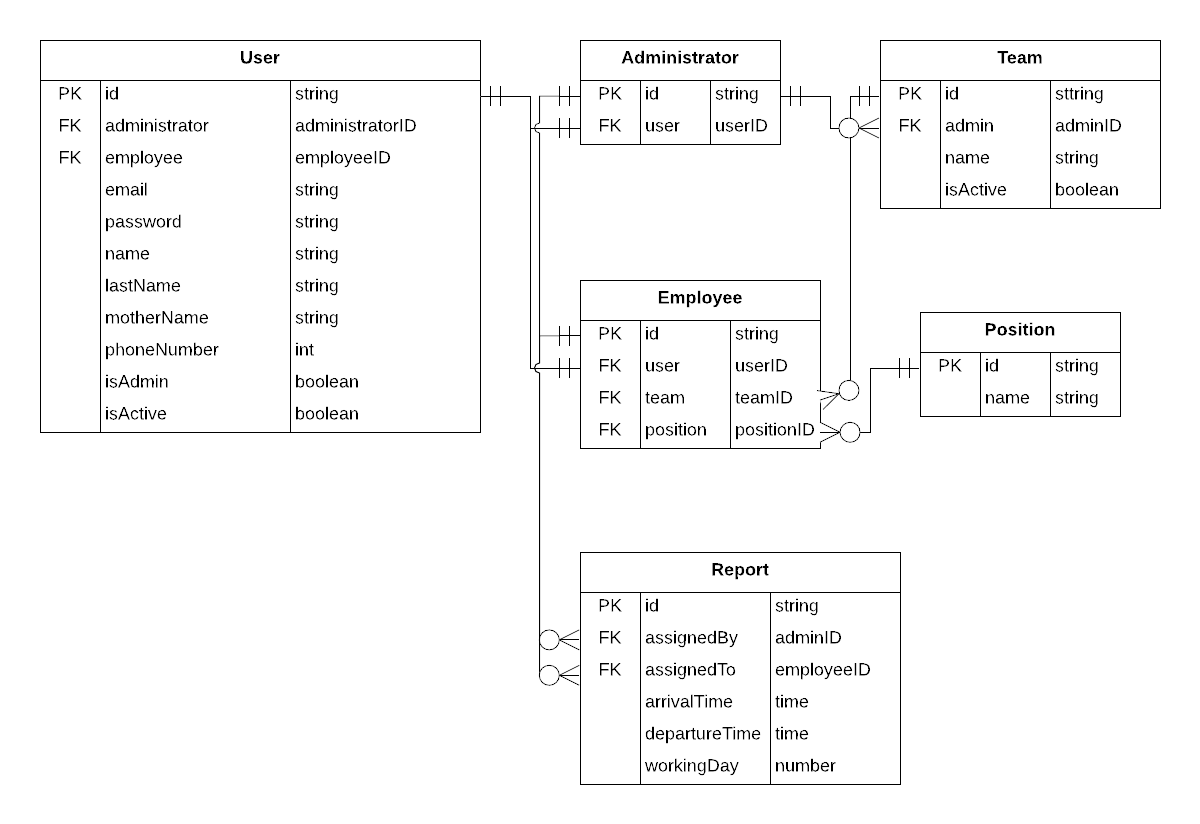 User
PK id string
FK administrator administratorID
FK employee employeeID
email string
password string
name string
lastName string
motherName string
phoneNumber int
isAdmin boolean
isActive boolean
Administrator
PK id string
FK user userID
Team
PK id sttring
FK admin adminID
name string
isActive boolean
Employee
PK id string
FK user userID
FK team teamID
FK position positionID
Position
PK id string
name string
Report
PK id string
FK assignedBy adminID
FK assignedTo employeeID
arrivalTime time
departureTime time
workingDay number